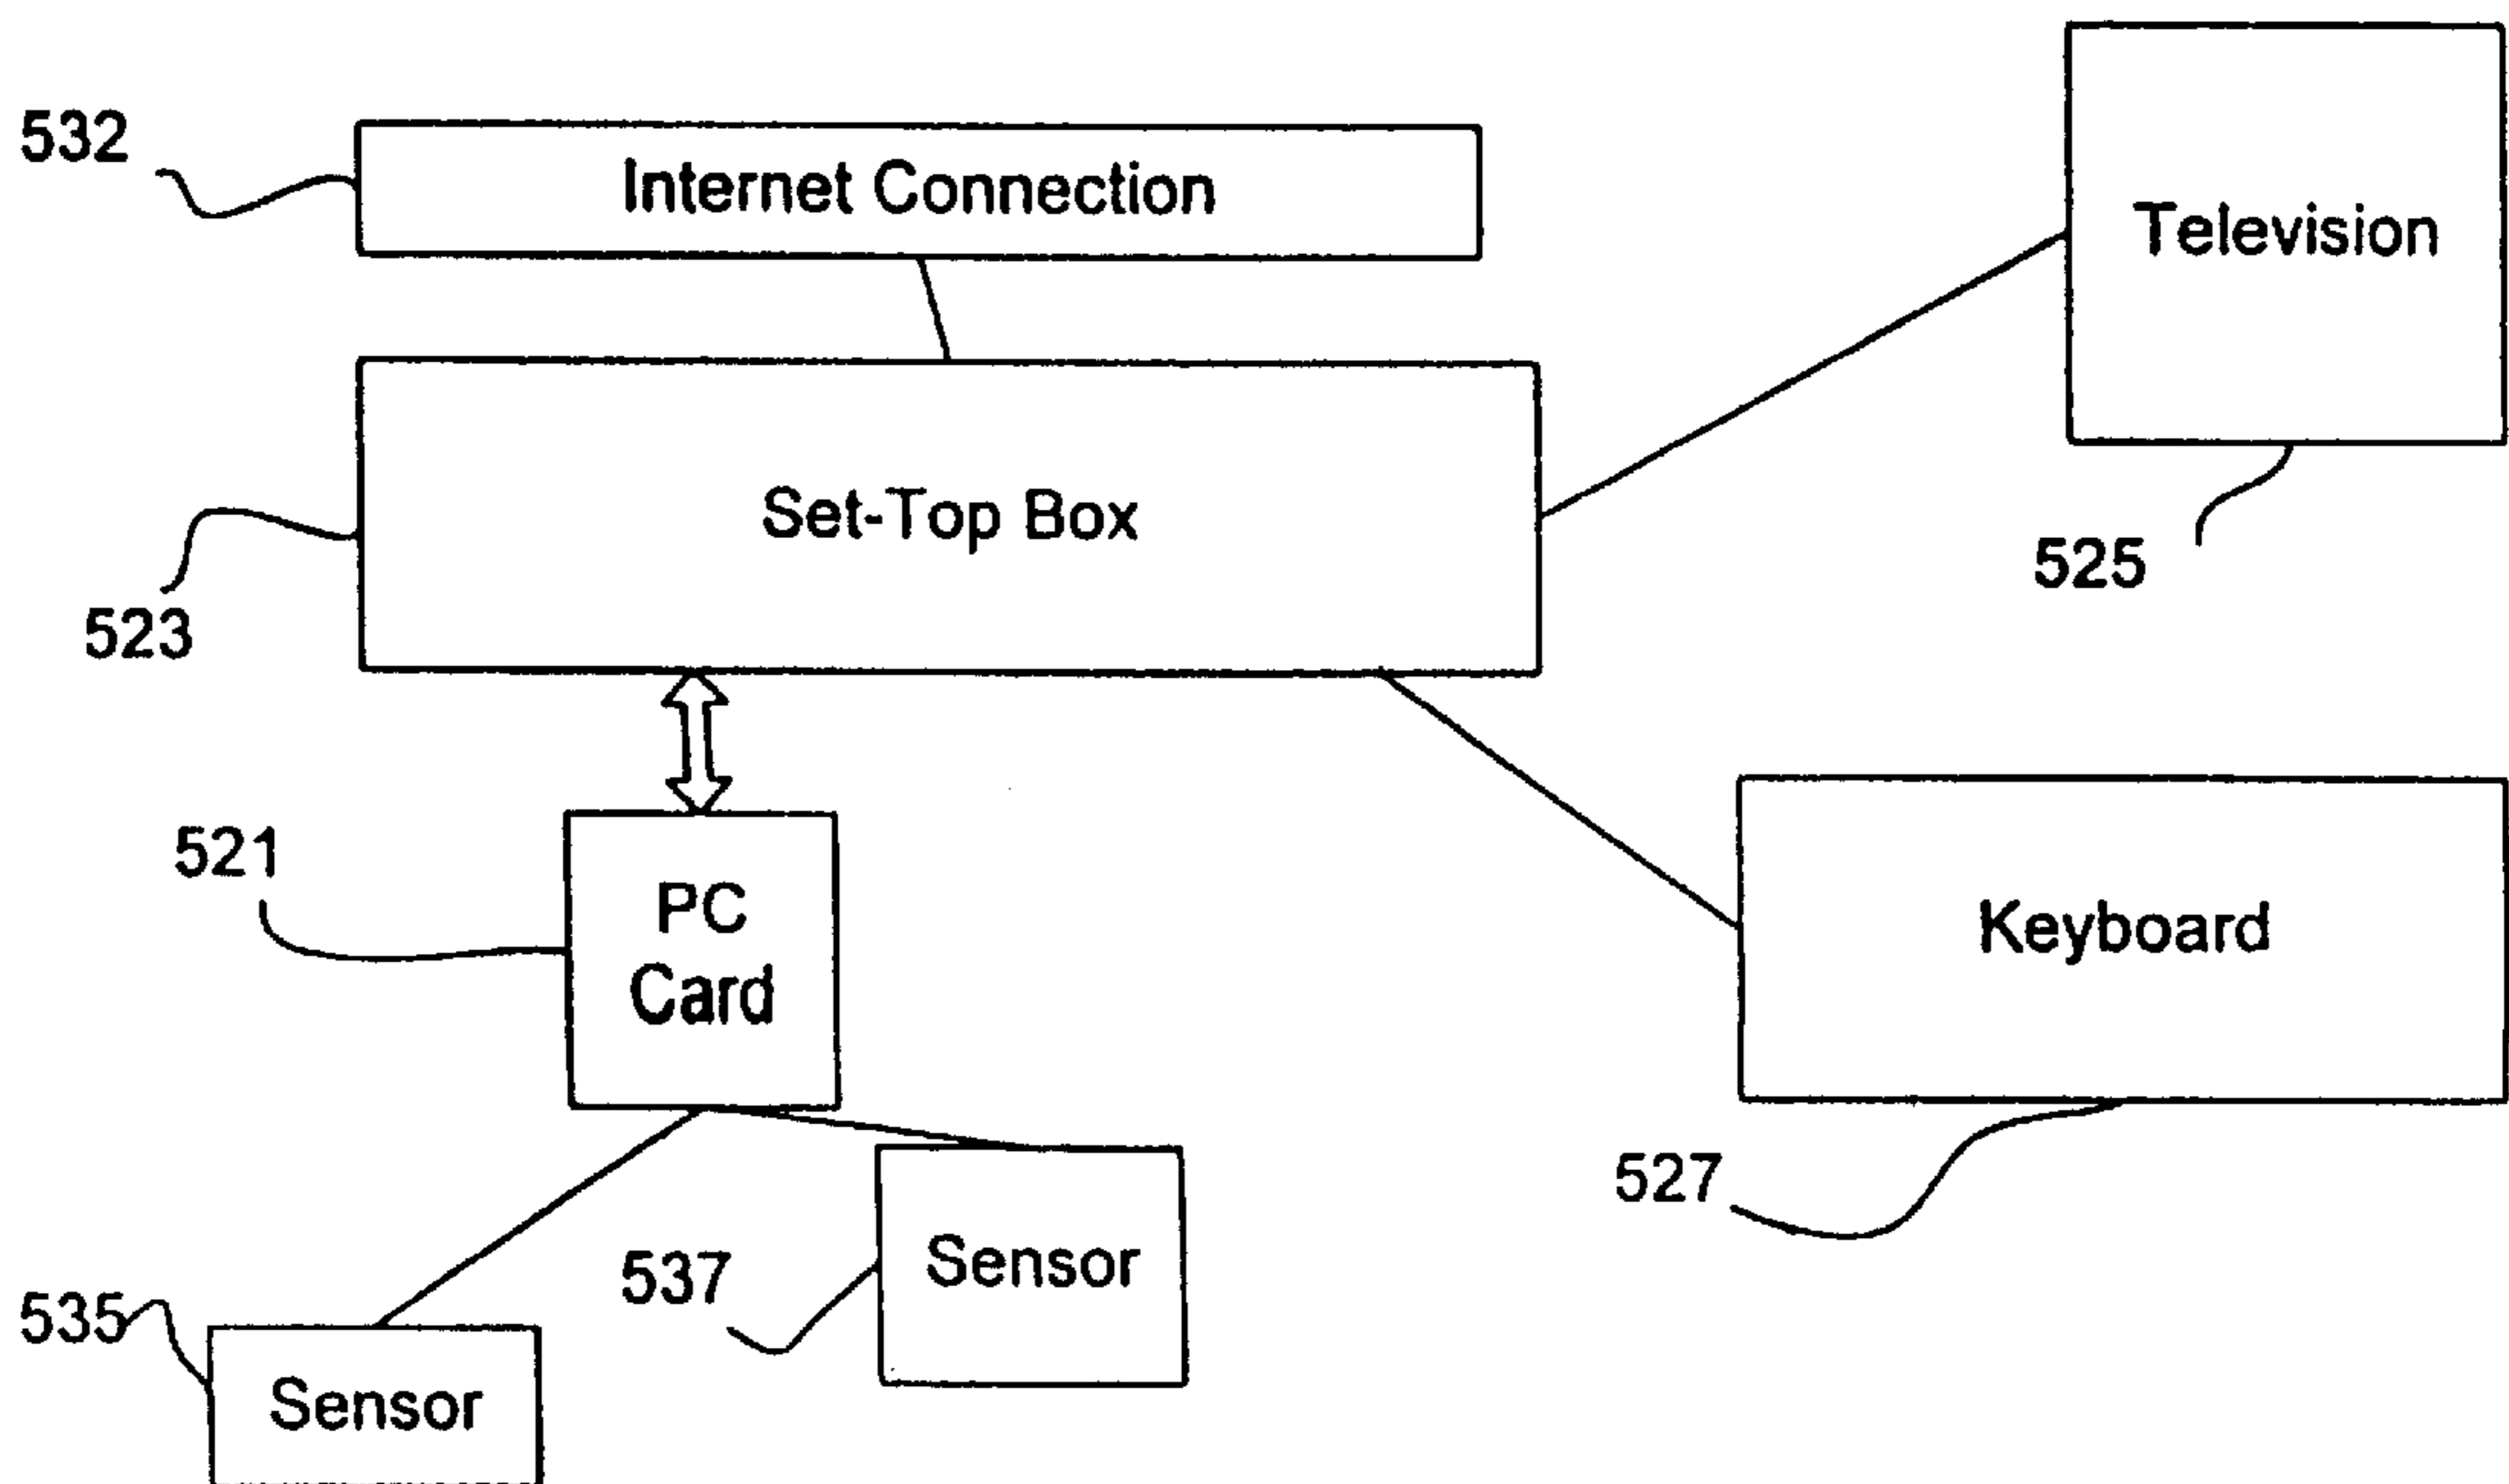 532
Internet Connection
Television
Set-Top Box
525
523
521
PC
Card
Keyboard
527
537
Sensor
535
Sensor